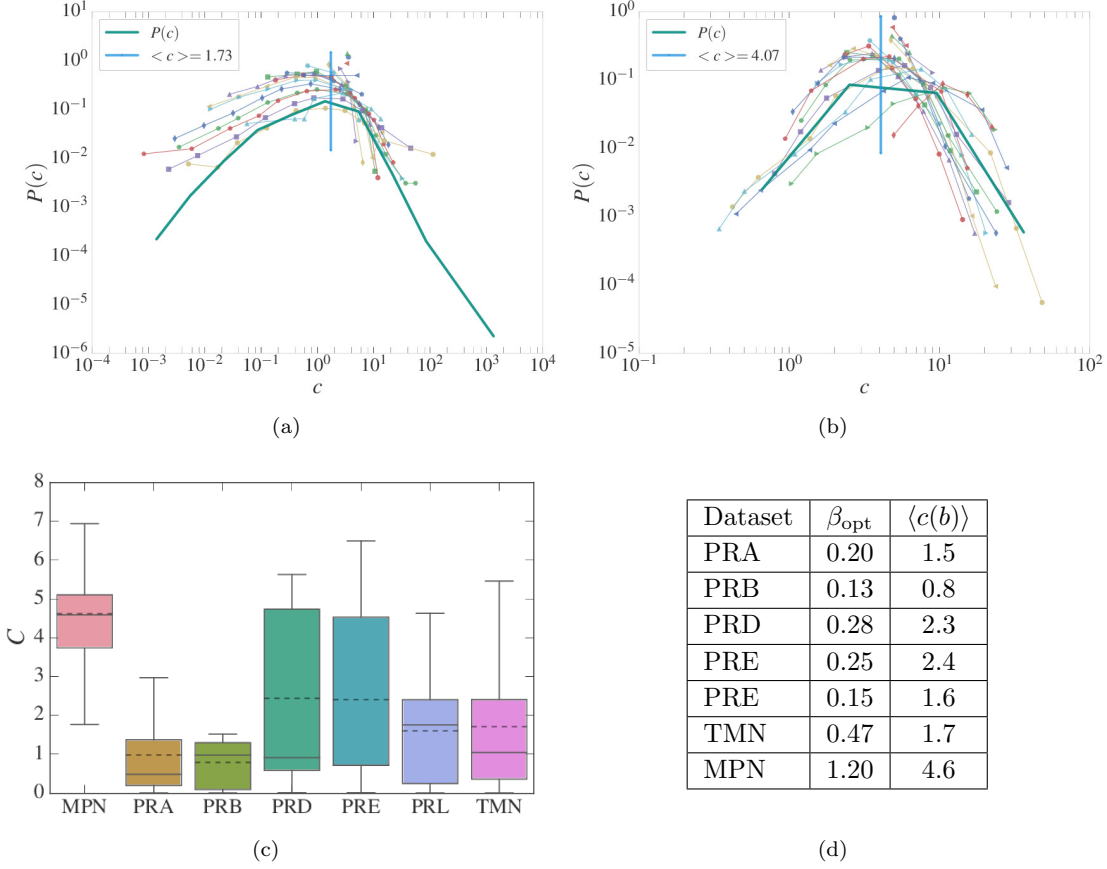 10^1
10^0
10^-1
10^-2
10^-3
10^-4
10^-5
10^-6
P(c)
P(c)
< c >= 1.73
10^-4 10^-3 10^-2 10^-1 10^0 10^1 10^2 10^3 10^4
c
(a)
10^0
10^-1
10^-2
10^-3
10^-4
10^-5
P(c)
P(c)
< c >= 4.07
10^-1 10^0 10^1 10^2
c
(b)
8
7
6
5
4
3
2
1
0
C
MPN PRA PRB PRD PRE PRL TMN
(c)
Dataset β_opt ⟨c(b)⟩
PRA 0.20 1.5
PRB 0.13 0.8
PRD 0.28 2.3
PRE 0.25 2.4
PRE 0.15 1.6
TMN 0.47 1.7
MPN 1.20 4.6
(d)